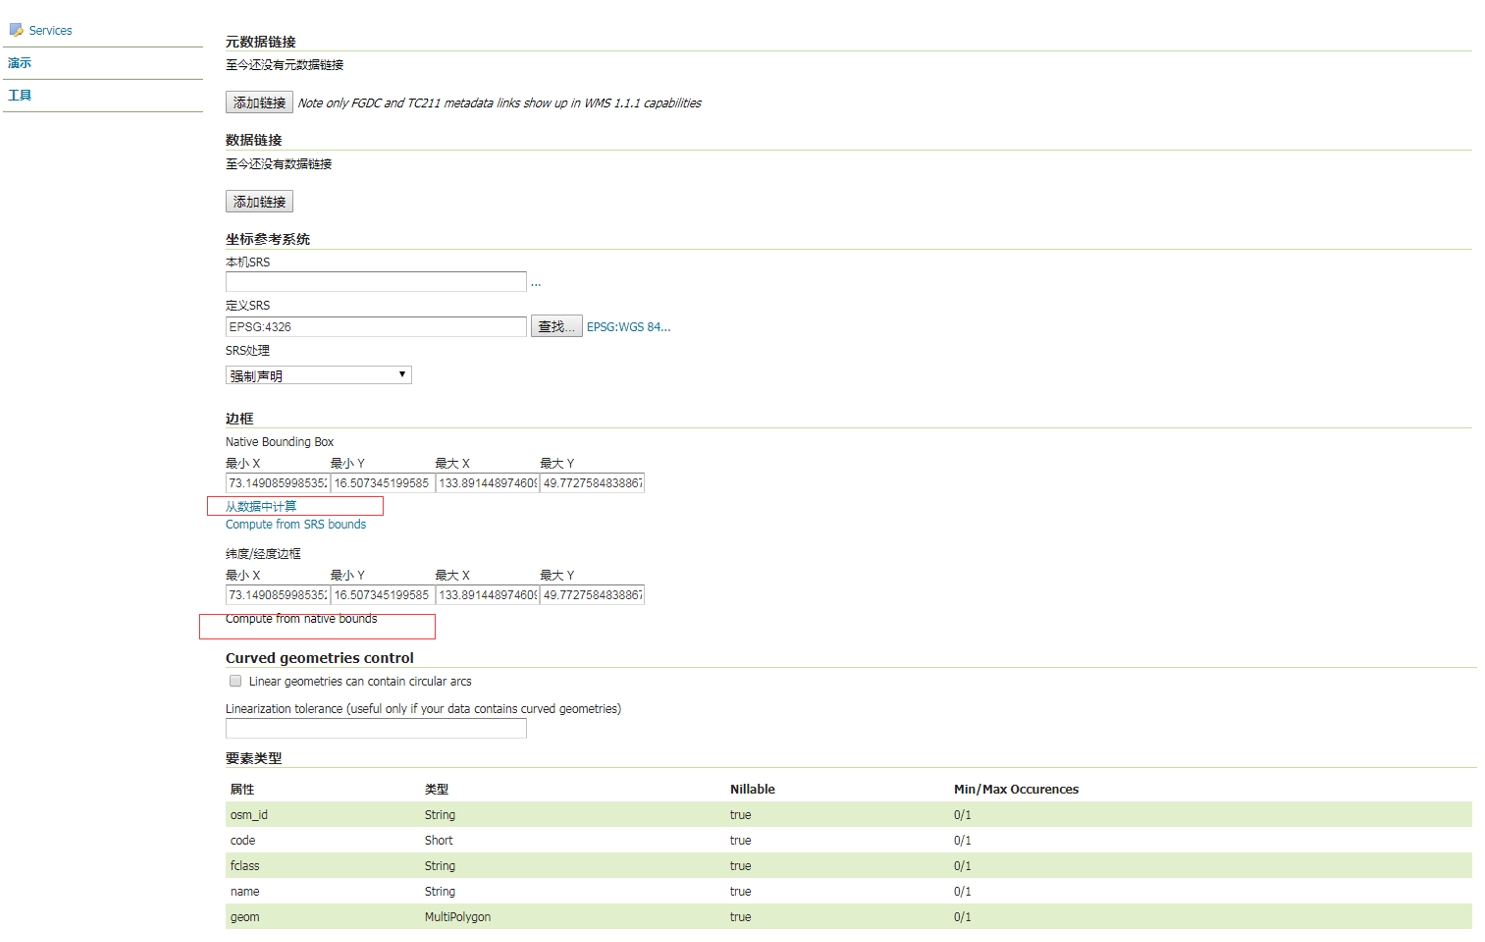 Services
演示
工具
元数据链接
至今还没有元数据链接
添加链接 Note only FGDC and TC211 metadata links show up in WMS 1.1.1 capabilities
数据链接
至今还没有数据链接
添加链接
坐标参考系统
本机SRS
...
定义SRS
EPSG:4326 查找... EPSG:WGS 84...
SRS处理
强制声明
边框
Native Bounding Box
最小 X 最小 Y 最大 X 最大 Y
73.149085998535 16.507345199585 133.89144897460 49.7727584838867
从数据中计算
Compute from SRS bounds
纬度/经度边框
最小 X 最小 Y 最大 X 最大 Y
73.149085998535 16.507345199585 133.89144897460 49.7727584838867
Compute from native bounds
Curved geometries control
Linear geometries can contain circular arcs
Linearization tolerance (useful only if your data contains curved geometries)
要素类型
属性 类型 Nillable Min/Max Occurences
osm_id String true 0/1
code Short true 0/1
fclass String true 0/1
name String true 0/1
geom MultiPolygon true 0/1